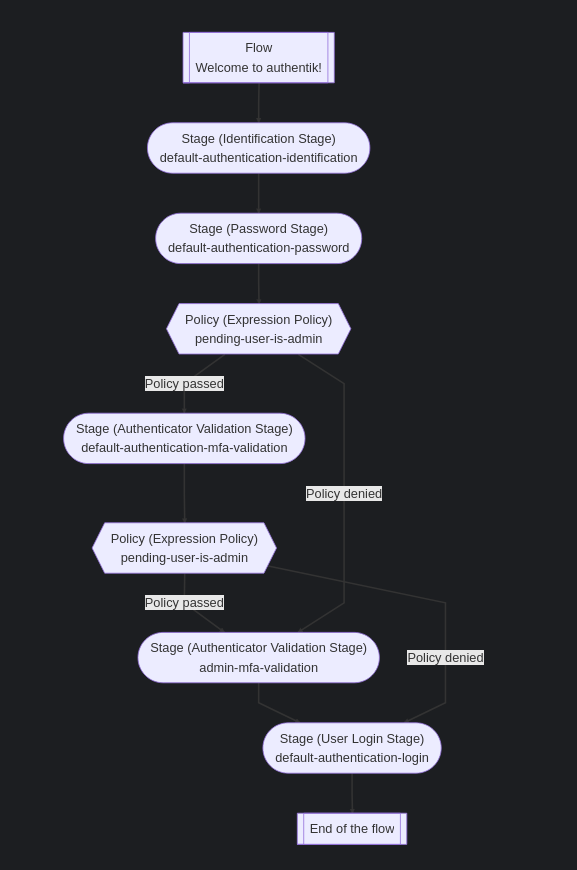 Flow
Welcome to authentik!
Stage (Identification Stage)
default-authentication-identification
Stage (Password Stage)
default-authentication-password
Policy (Expression Policy)
pending-user-is-admin
Policy passed
Stage (Authenticator Validation Stage)
default-authentication-mfa-validation
Policy denied
Policy (Expression Policy)
pending-user-is-admin
Policy passed
Stage (Authenticator Validation Stage)
admin-mfa-validation
Policy denied
Stage (User Login Stage)
default-authentication-login
End of the flow